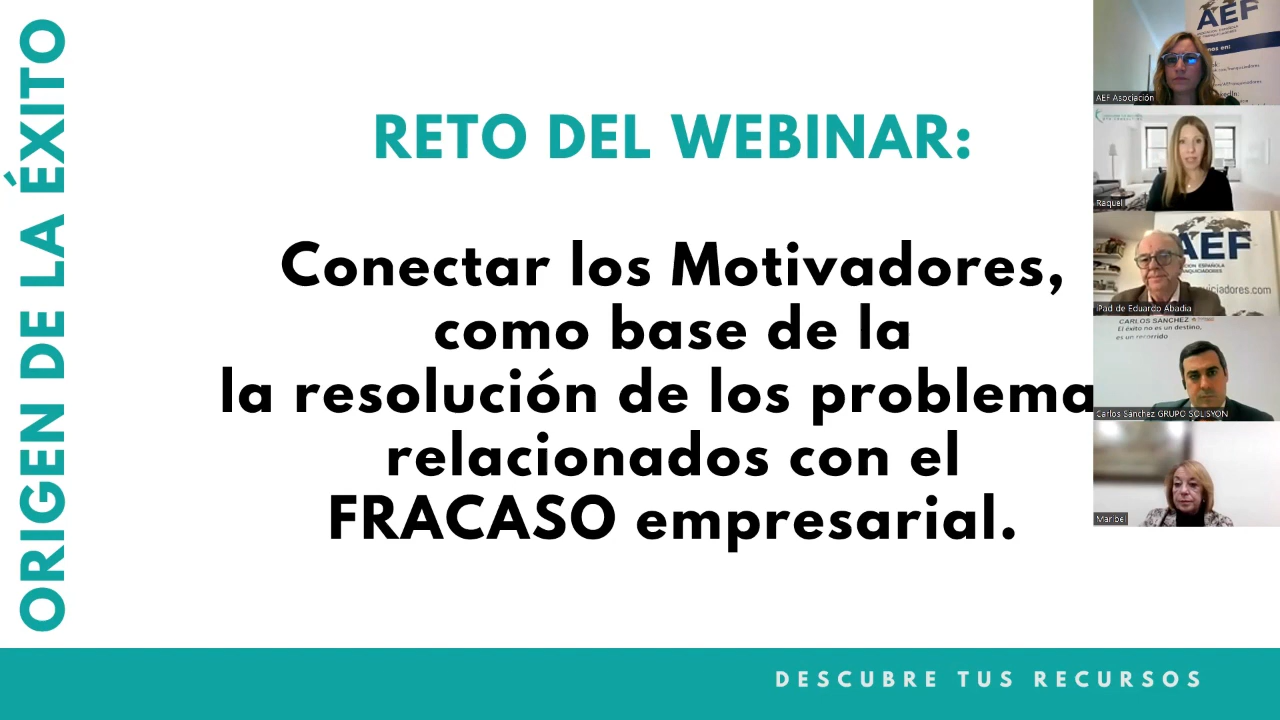 ORIGEN DE LA ÉXITO
RETO DEL WEBINAR:
Conectar los Motivadores,
como base de la
la resolución de los problema
relacionados con el
FRACASO empresarial.
DESCUBRE TUS RECURSOS
AEF
AEF Asociación
Raquel
AEF
iPad de Eduardo Abadia
CARLOS SÁNCHEZ
El éxito no es un destino,
es un recorrido
Carlos Sánchez GRUPO SOLISYON
Maribel